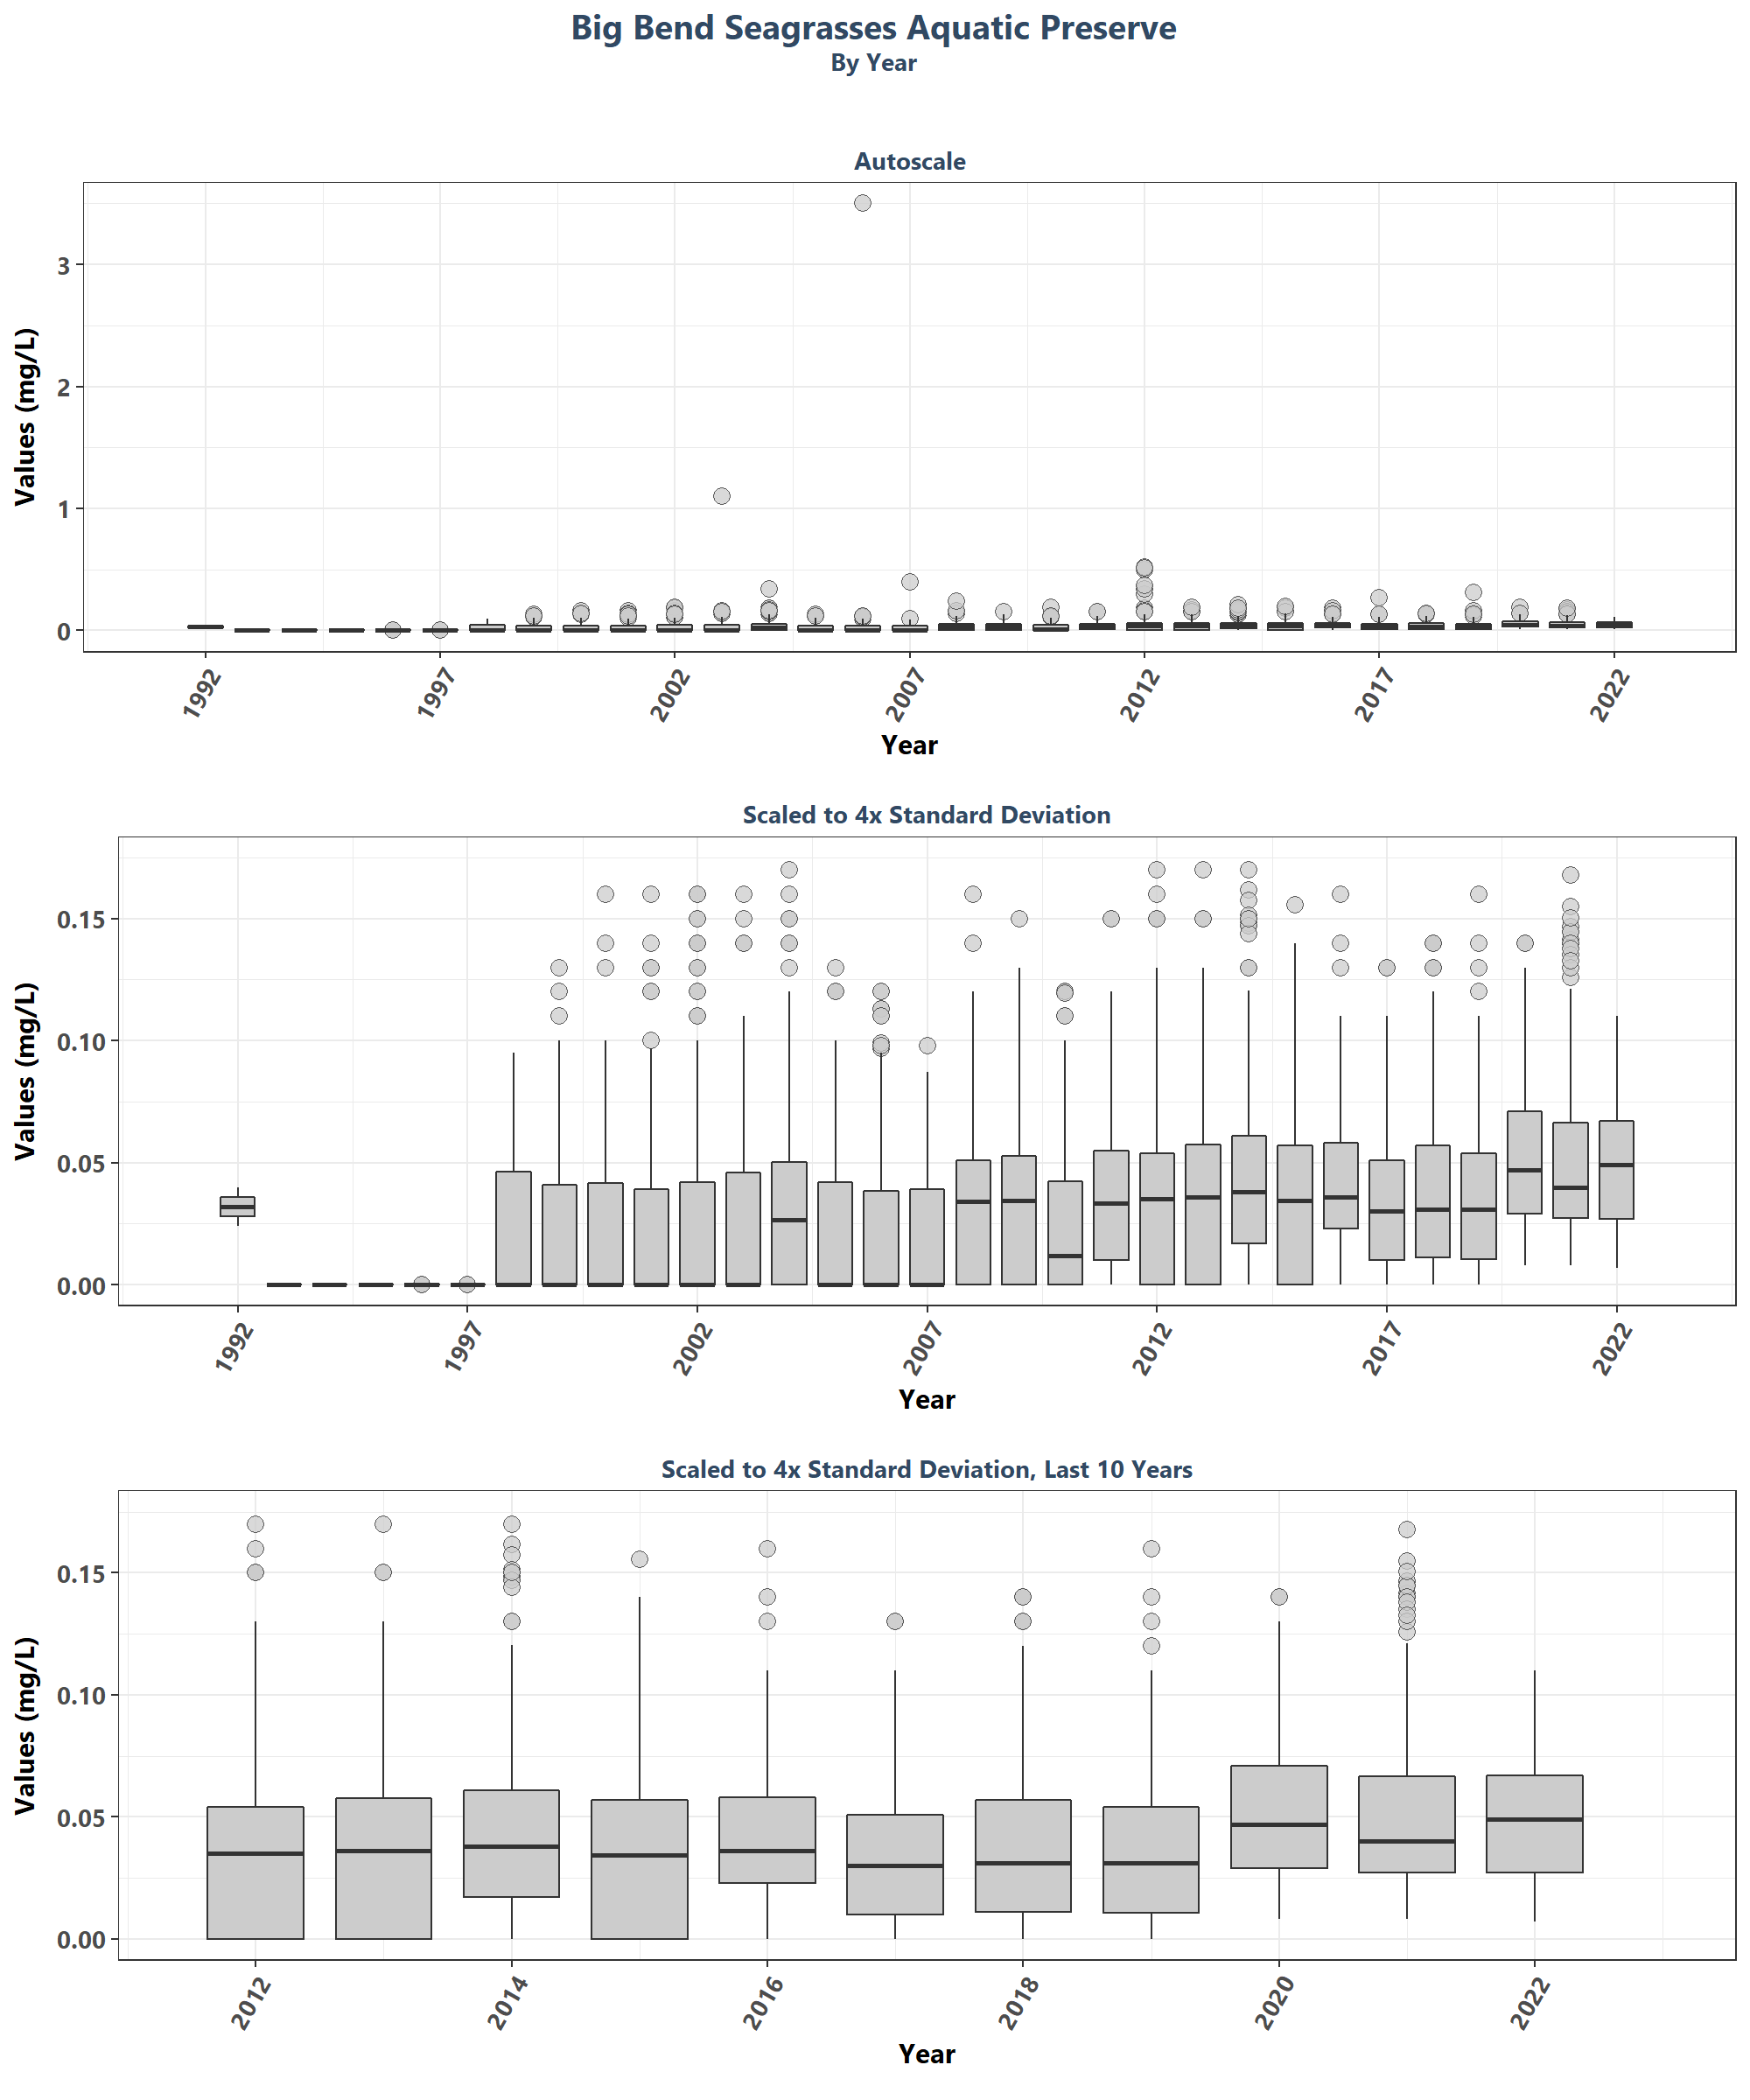 Big Bend Seagrasses Aquatic Preserve
By Year
Autoscale
Values (mg/L)
3
2
1
0
1992 1997 2002 2007 2012 2017 2022
Year
Scaled to 4x Standard Deviation
Values (mg/L)
0.15
0.10
0.05
0.00
1992 1997 2002 2007 2012 2017 2022
Year
Scaled to 4x Standard Deviation, Last 10 Years
Values (mg/L)
0.15
0.10
0.05
0.00
2012 2014 2016 2018 2020 2022
Year